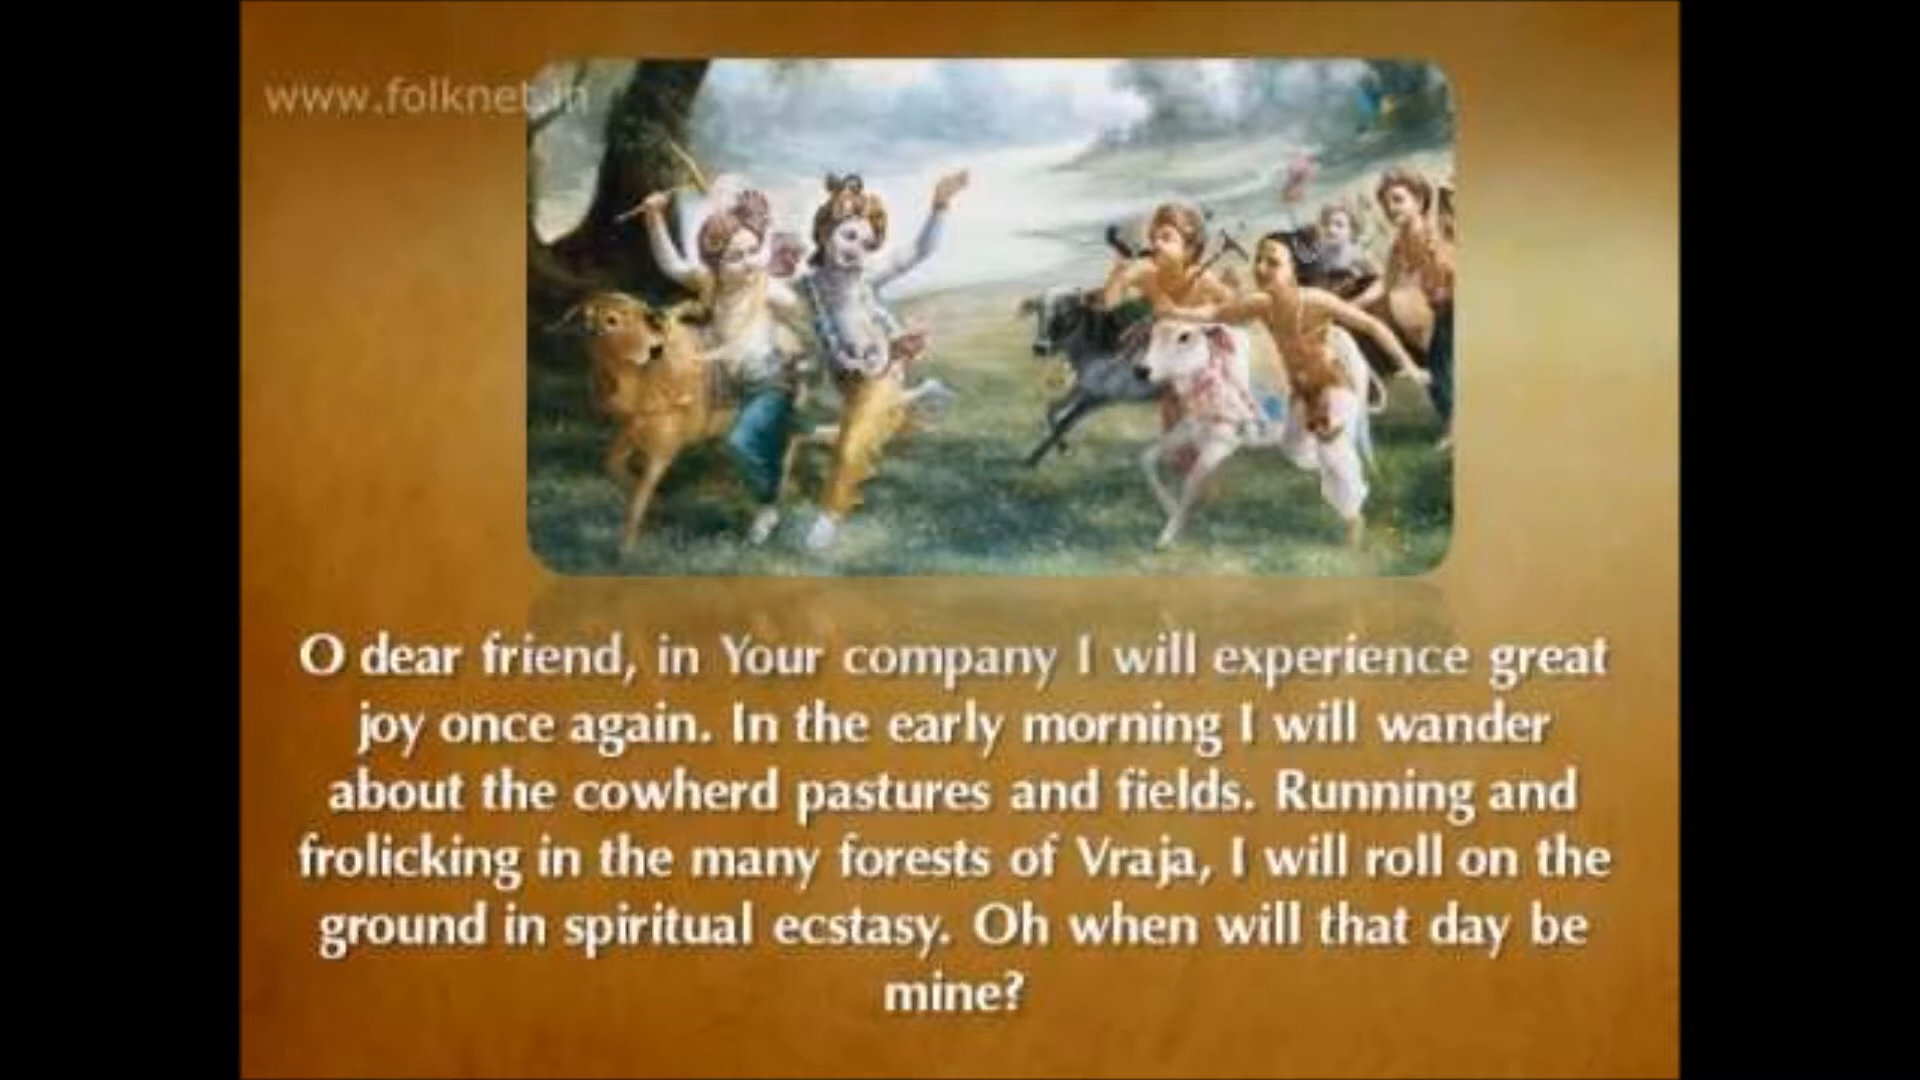 www.folknet.in
O dear friend, in Your company I will experience great
joy once again. In the early morning I will wander
about the cowherd pastures and fields. Running and
frolicking in the many forests of Vraja, I will roll on the
ground in spiritual ecstasy. Oh when will that day be
mine?